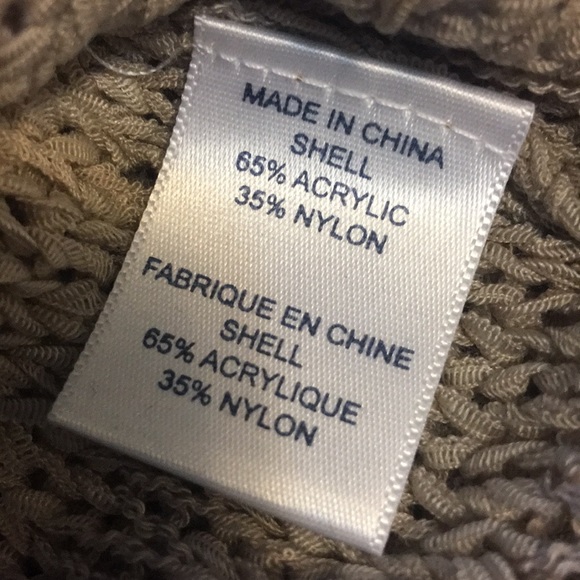 MADE IN CHINA
SHELL
65% ACRYLIC
35% NYLON
FABRIQUE EN CHINE
SHELL
65% ACRYLIQUE
35% NYLON